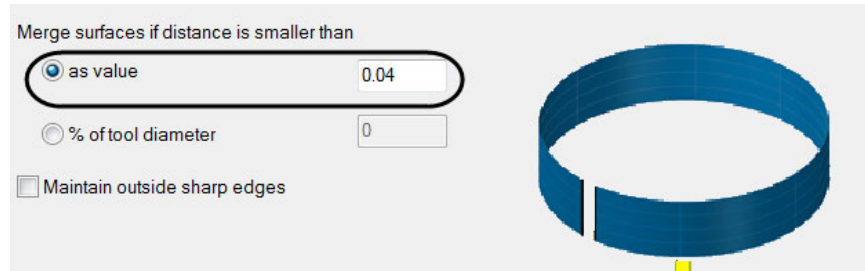 Merge surfaces if distance is smaller than
as value 0.04
% of tool diameter 0
Maintain outside sharp edges